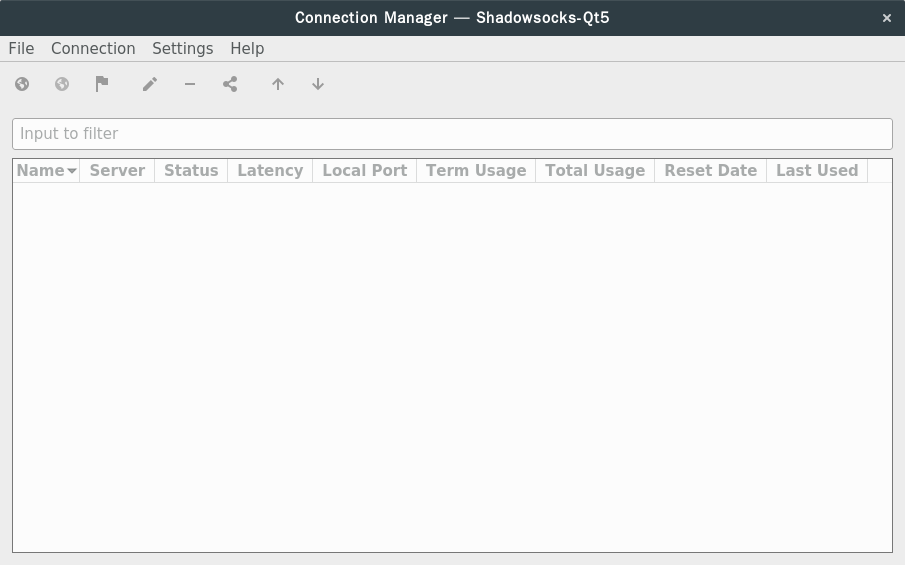 Connection Manager — Shadowsocks-Qt5
File Connection Settings Help
Input to filter
Name Server Status Latency Local Port Term Usage Total Usage Reset Date Last Used